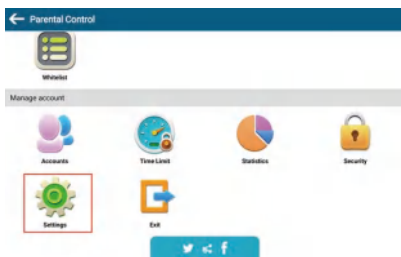 Parental Control
Whitelist
Manage account
Accounts
Time Limit
Statistics
Security
Settings
Exit